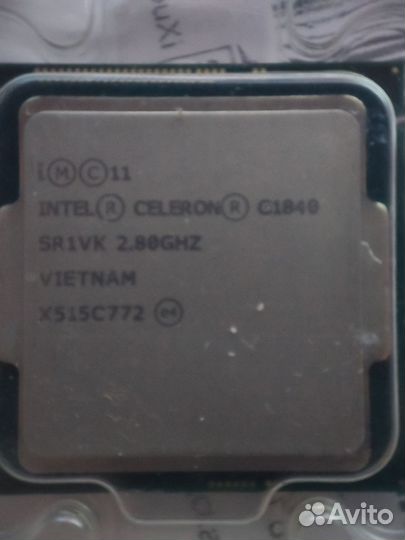 i Ⓜ Ⓒ 11
INTEL® CELERON® G1840
SR1VK 2.80GHZ
VIETNAM
X515C772 ⓔ4
Avito